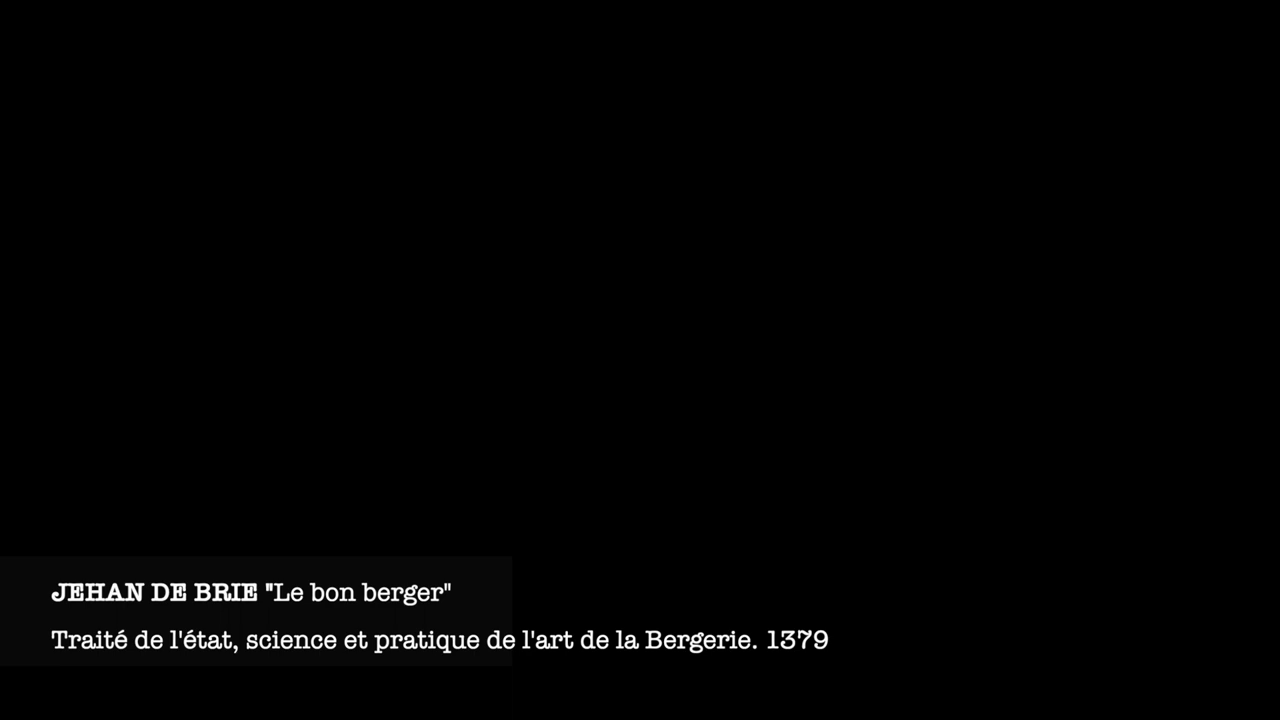 JEHAN DE BRIE "Le bon berger"
Traité de l'état, science et pratique de l'art de la Bergerie. 1379